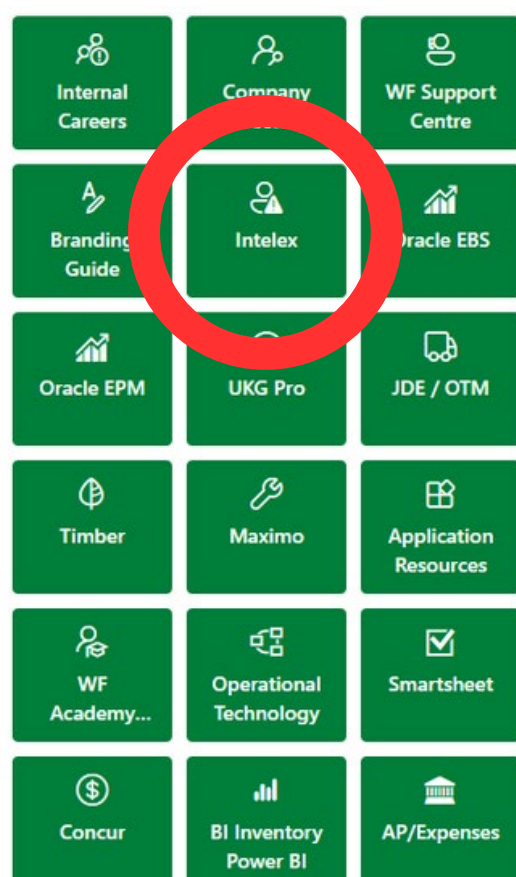 Internal
Careers
Company
WF Support
Centre
Branding
Guide
Intelex
Oracle EBS
Oracle EPM
UKG Pro
JDE / OTM
Timber
Maximo
Application
Resources
WF
Academy...
Operational
Technology
Smartsheet
Concur
BI Inventory
Power BI
AP/Expenses